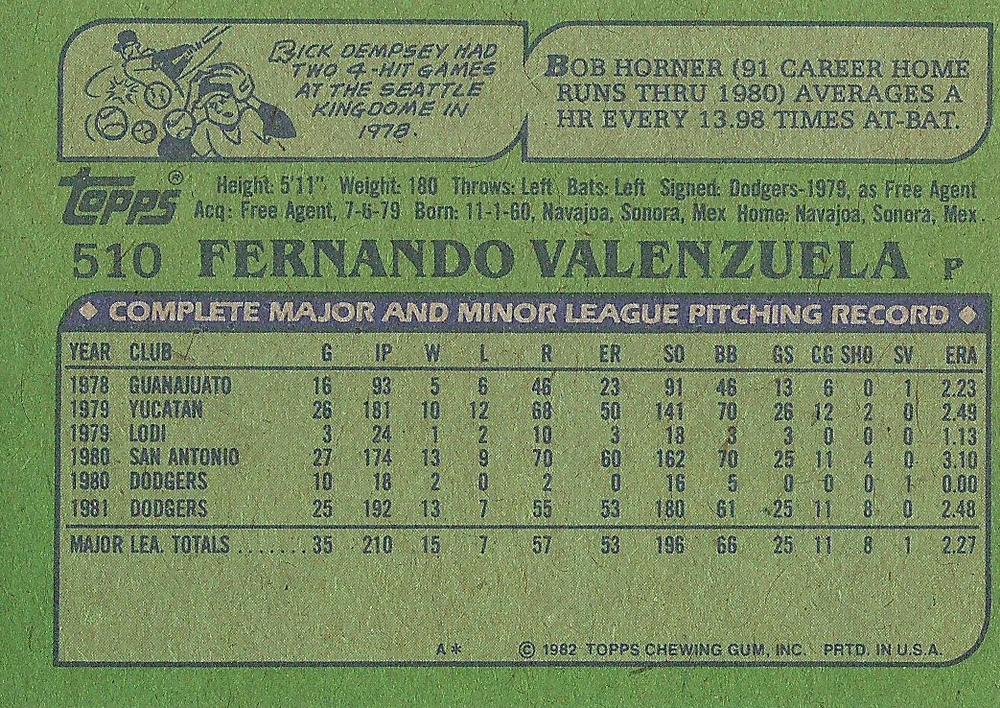 RICK DEMPSEY HAD
TWO 4-HIT GAMES
AT THE SEATTLE
KINGDOME IN
1978.
BOB HORNER (91 CAREER HOME
RUNS THRU 1980) AVERAGES A
HR EVERY 13.98 TIMES AT-BAT.
topps® Height: 5'11" Weight: 180 Throws: Left Bats: Left Signed: Dodgers-1979, as Free Agent
Acq: Free Agent, 7-6-79 Born: 11-1-60, Navajoa, Sonora, Mex Home: Navajoa, Sonora, Mex.
510 FERNANDO VALENZUELA P
◆ COMPLETE MAJOR AND MINOR LEAGUE PITCHING RECORD ◆
YEAR CLUB G IP W L R ER SO BB GS CG SHO SV ERA
1978 GUANAJUATO 16 93 5 6 46 23 91 46 13 6 0 1 2.23
1979 YUCATAN 26 181 10 12 68 50 141 70 26 12 2 0 2.49
1979 LODI 3 24 1 2 10 3 18 3 3 0 0 0 1.13
1980 SAN ANTONIO 27 174 13 9 70 60 162 70 25 11 4 0 3.10
1980 DODGERS 10 18 2 0 2 0 16 5 0 0 0 1 0.00
1981 DODGERS 25 192 13 7 55 53 180 61 25 11 8 0 2.48
MAJOR LEA. TOTALS.......35 210 15 7 57 53 196 66 25 11 8 1 2.27
A* © 1982 TOPPS CHEWING GUM, INC. PRTD. IN U.S.A.